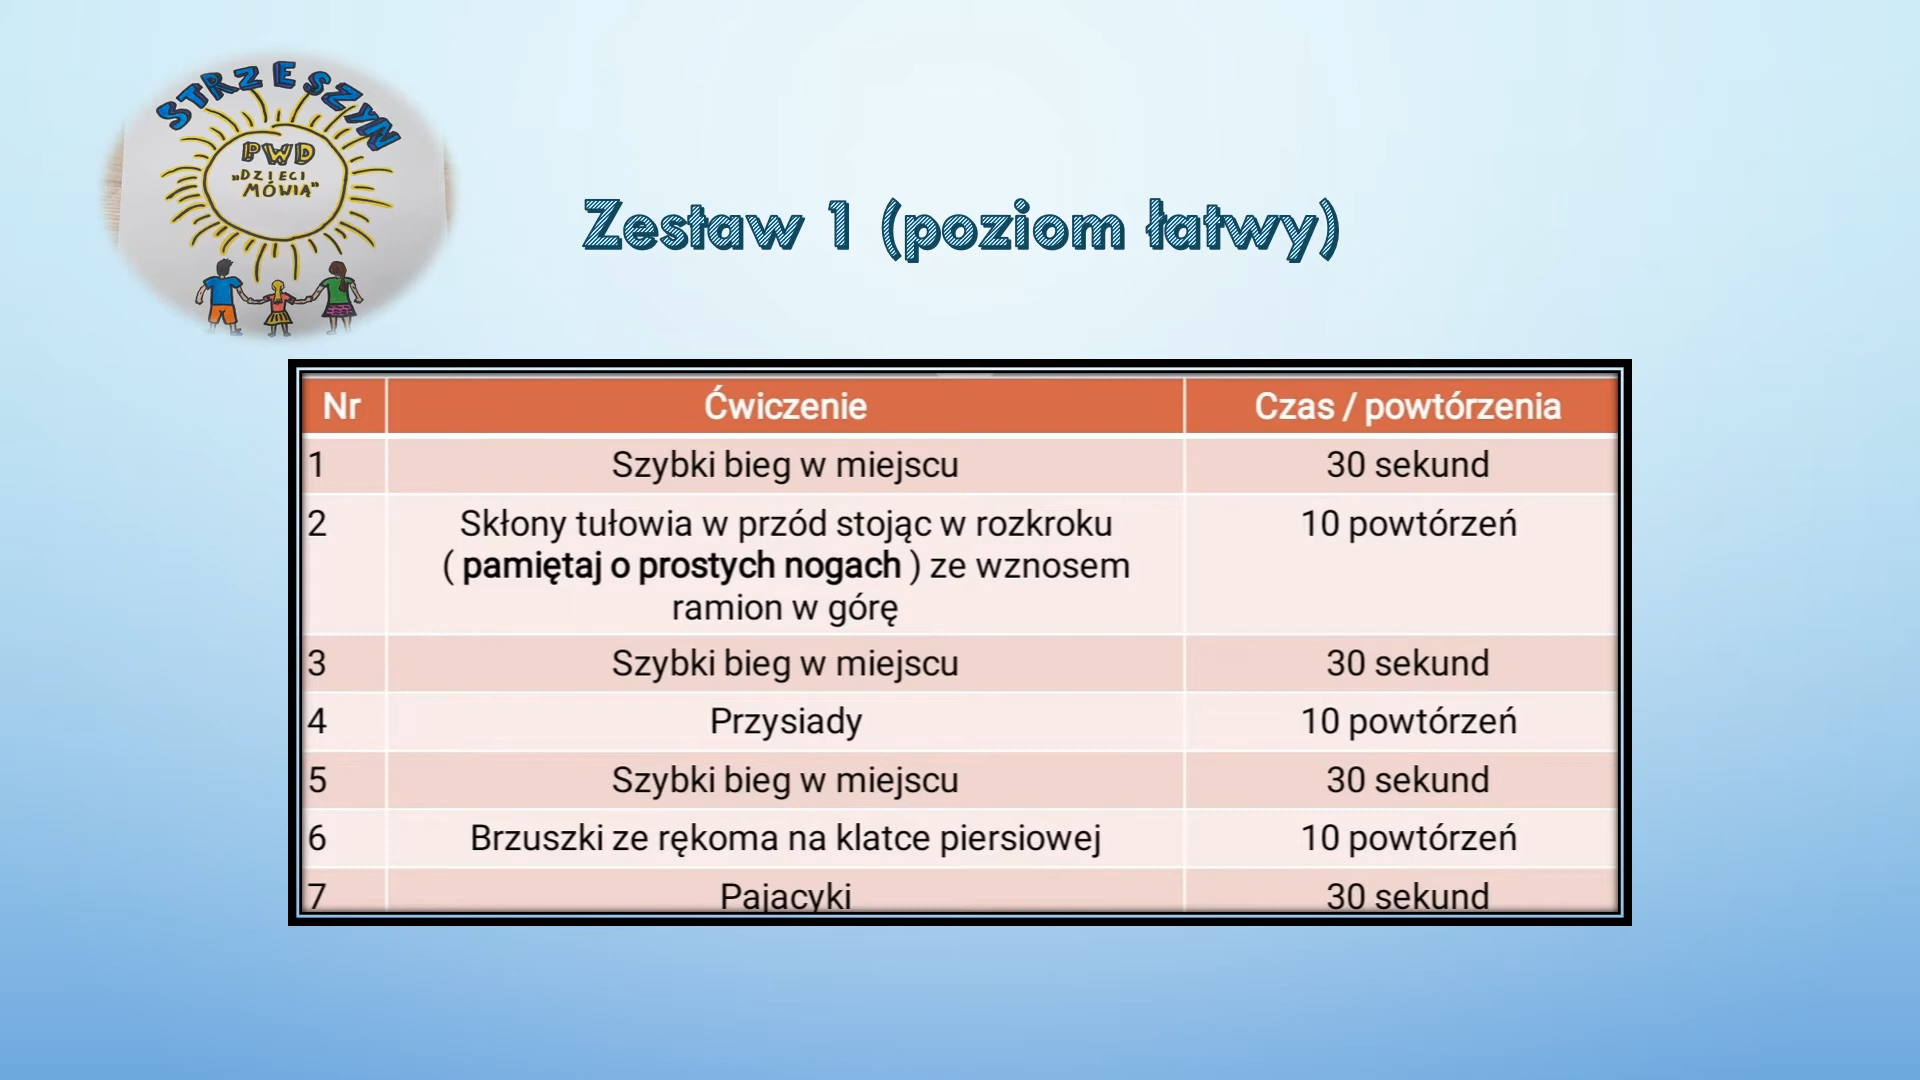 STRZESZYN
PWD
„DZIECI
MÓWIĄ”
Zestaw 1 (poziom łatwy)
Nr Ćwiczenie Czas / powtórzenia
1 Szybki bieg w miejscu 30 sekund
2 Skłony tułowia w przód stojąc w rozkroku 10 powtórzeń
( pamiętaj o prostych nogach ) ze wznosem
ramion w górę
3 Szybki bieg w miejscu 30 sekund
4 Przysiady 10 powtórzeń
5 Szybki bieg w miejscu 30 sekund
6 Brzuszki ze rękoma na klatce piersiowej 10 powtórzeń
7 Pajacyki 30 sekund